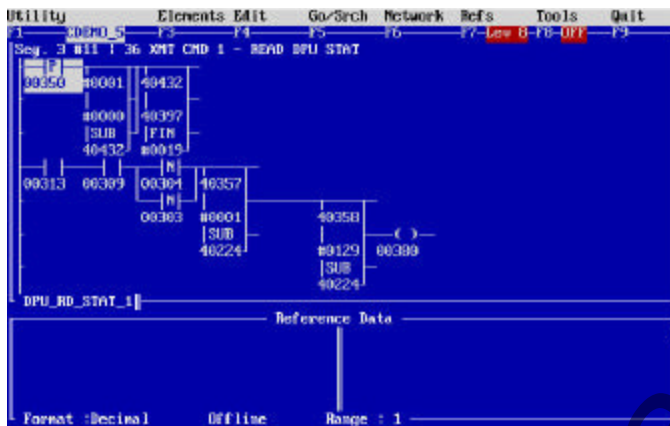 Utility Elements Edit Go/Srch Network Refs Tools Quit
F1 CDEMO_5 F3 F4 F5 F6 F7-Lev 8-F8-OFF F9
Seg. 3 #11 | 36 XMT CMD 1 - READ DPU STAT
P
00350 #0001 40432
#0000 40397
SUB FIN
40432 #0019
N
00313 00309 00304 40357
N
00303 #0001 40358
SUB ( )
40224 #0129 00300
SUB
40224
DPU_RD_STAT_1
Reference Data
Format :Decimal Offline Range : 1